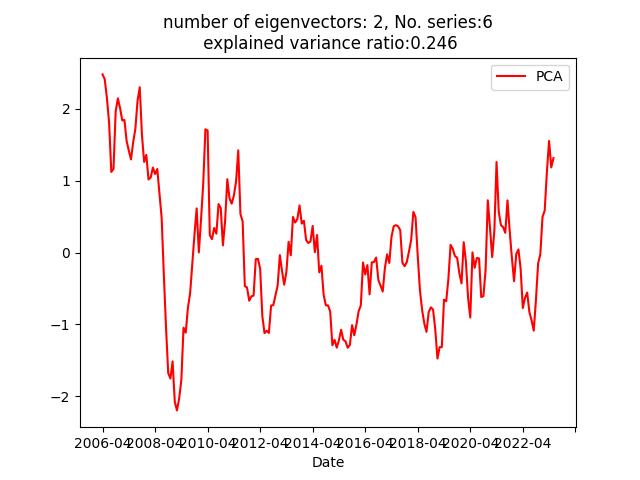 number of eigenvectors: 2, No. series:6
explained variance ratio:0.246
PCA
2
1
0
−1
−2
2006-04 2008-04 2010-04 2012-04 2014-04 2016-04 2018-04 2020-04 2022-04
Date